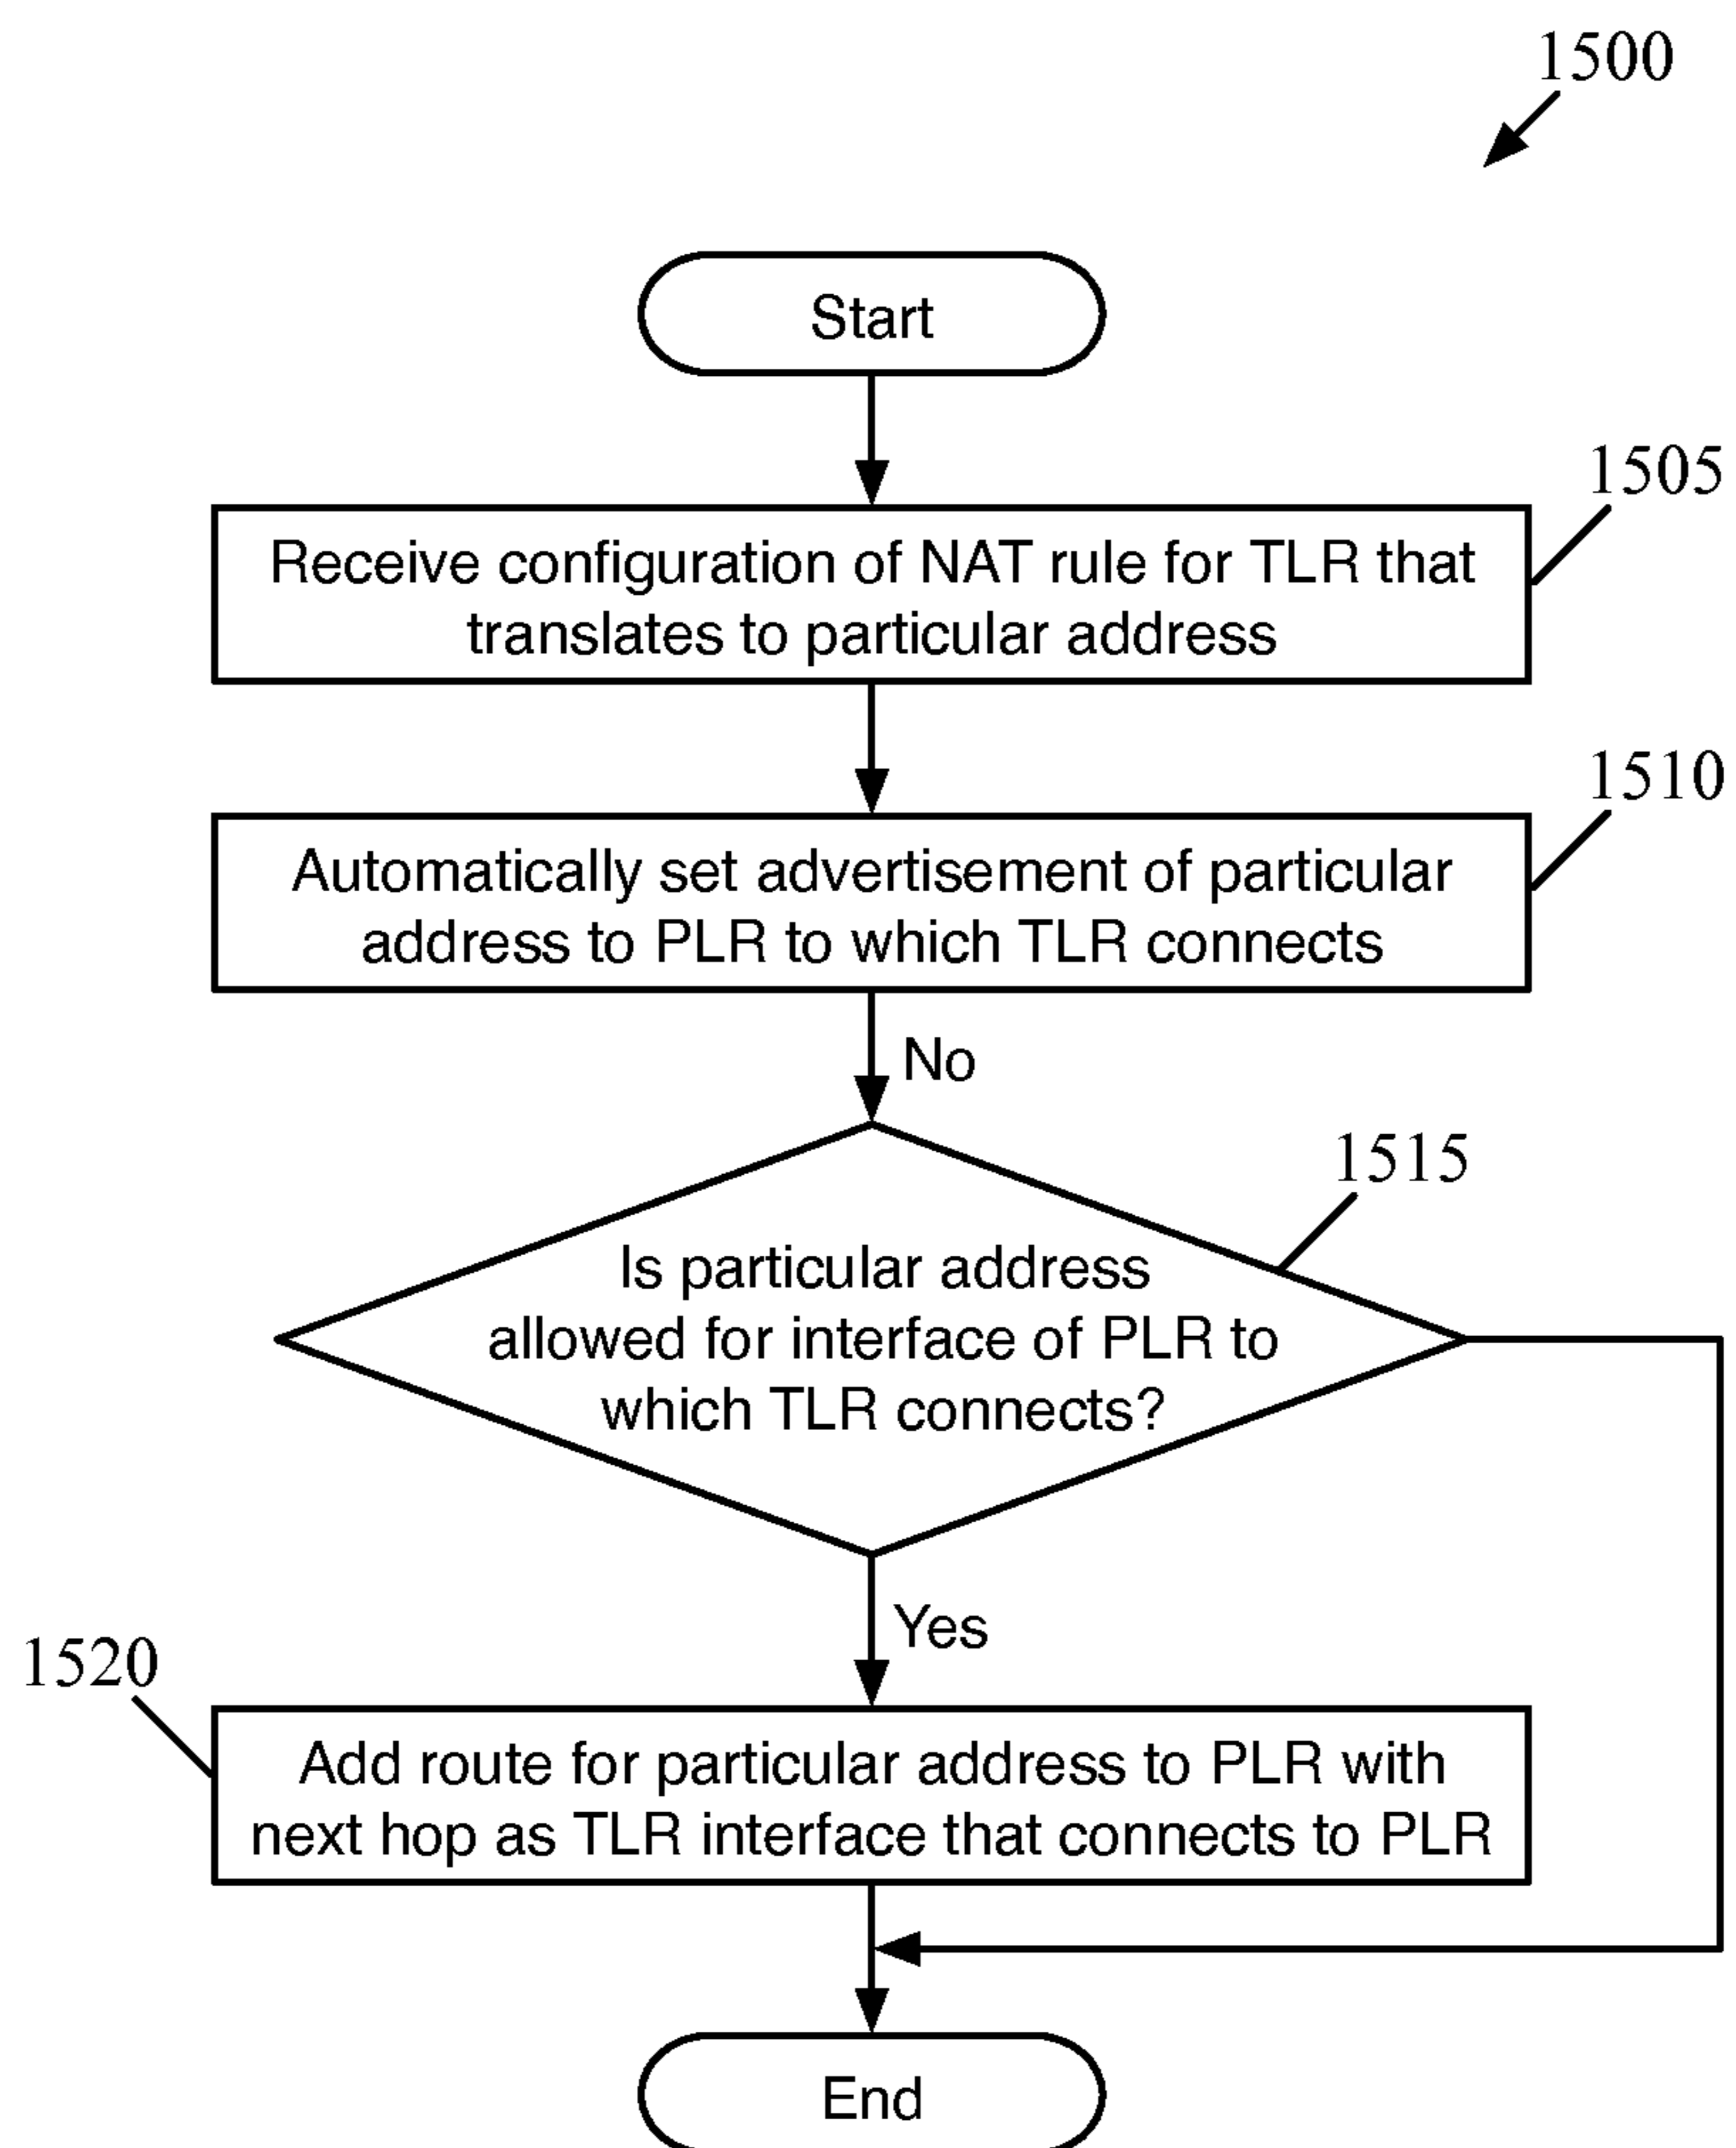 1500
Start
1505
Receive configuration of NAT rule for TLR that
translates to particular address
1510
Automatically set advertisement of particular
address to PLR to which TLR connects
No
1515
Is particular address
allowed for interface of PLR to
which TLR connects?
Yes
1520
Add route for particular address to PLR with
next hop as TLR interface that connects to PLR
End